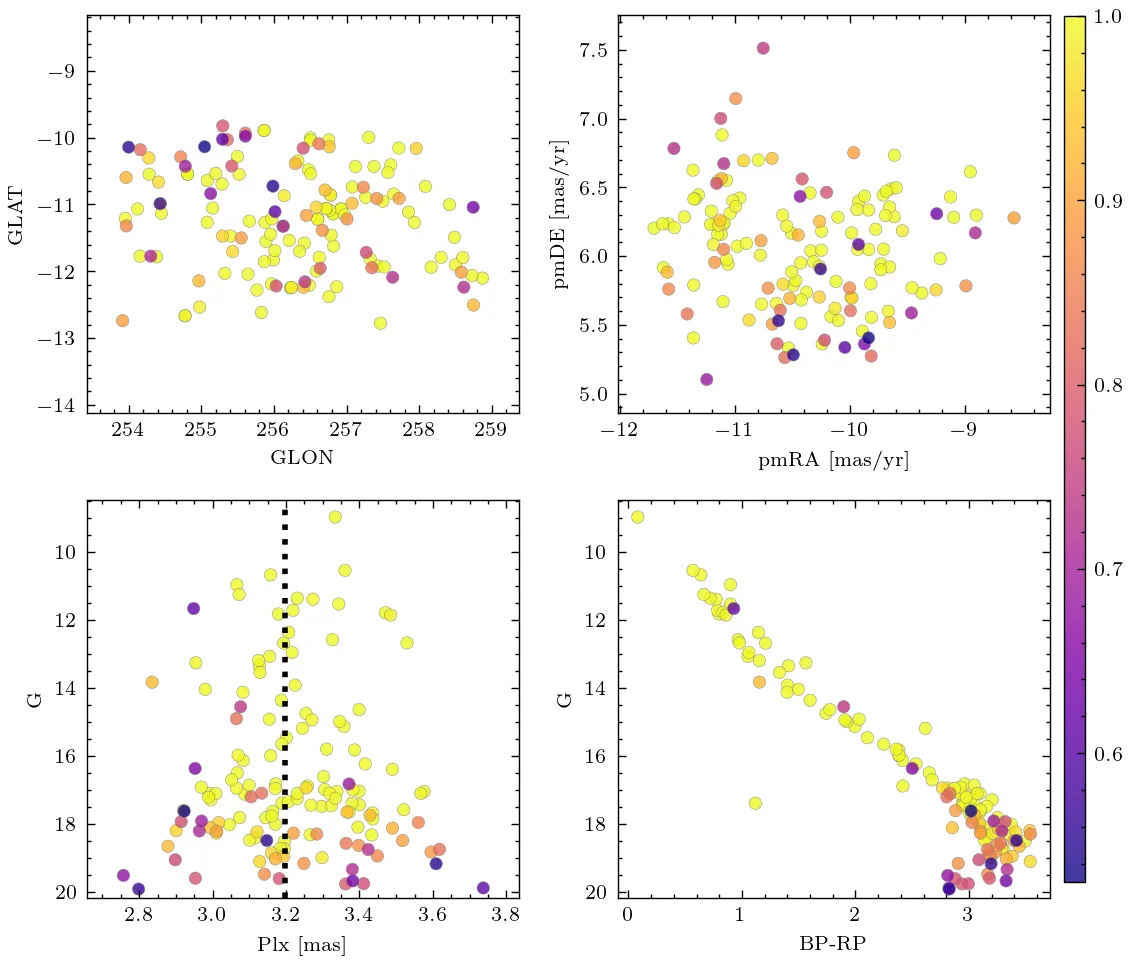 −9
−10
−11
−12
−13
−14
GLAT
254 255 256 257 258 259
GLON
7.5
7.0
6.5
6.0
5.5
5.0
pmDE [mas/yr]
−12 −11 −10 −9
pmRA [mas/yr]
1.0
0.9
0.8
0.7
0.6
10
12
14
16
18
20
G
2.8 3.0 3.2 3.4 3.6 3.8
Plx [mas]
10
12
14
16
18
20
G
0 1 2 3
BP-RP